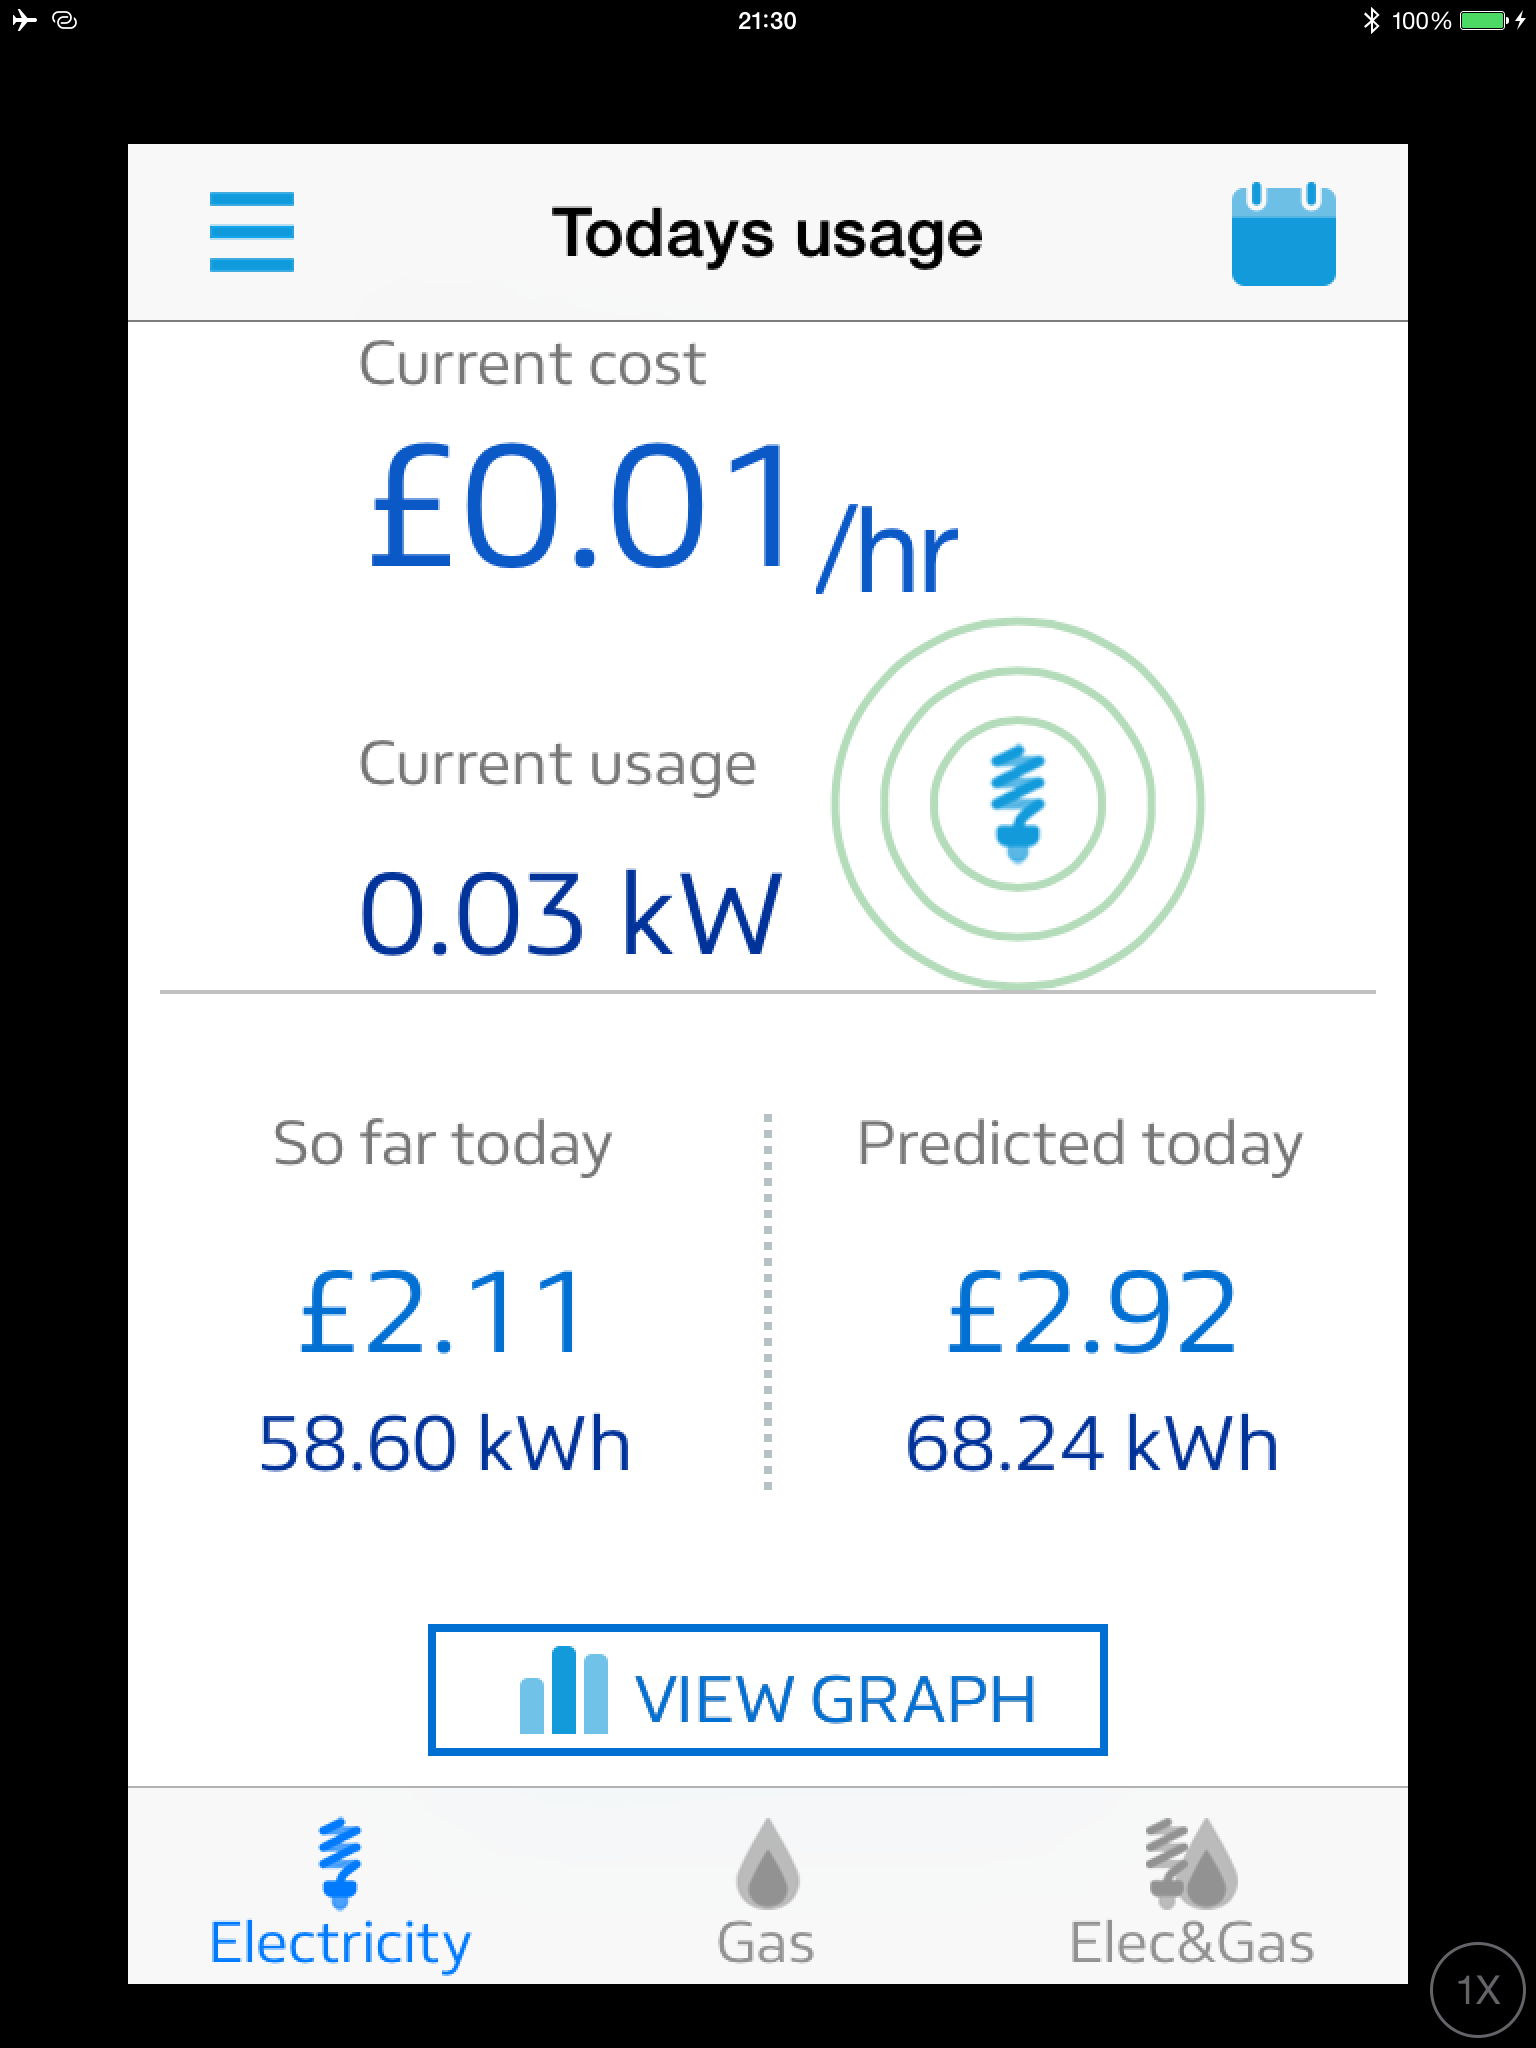 21:30
100%
Todays usage
Current cost
£0.01/hr
Current usage
0.03 kW
So far today
Predicted today
£2.11
£2.92
58.60 kWh
68.24 kWh
VIEW GRAPH
Electricity
Gas
Elec&Gas
1X